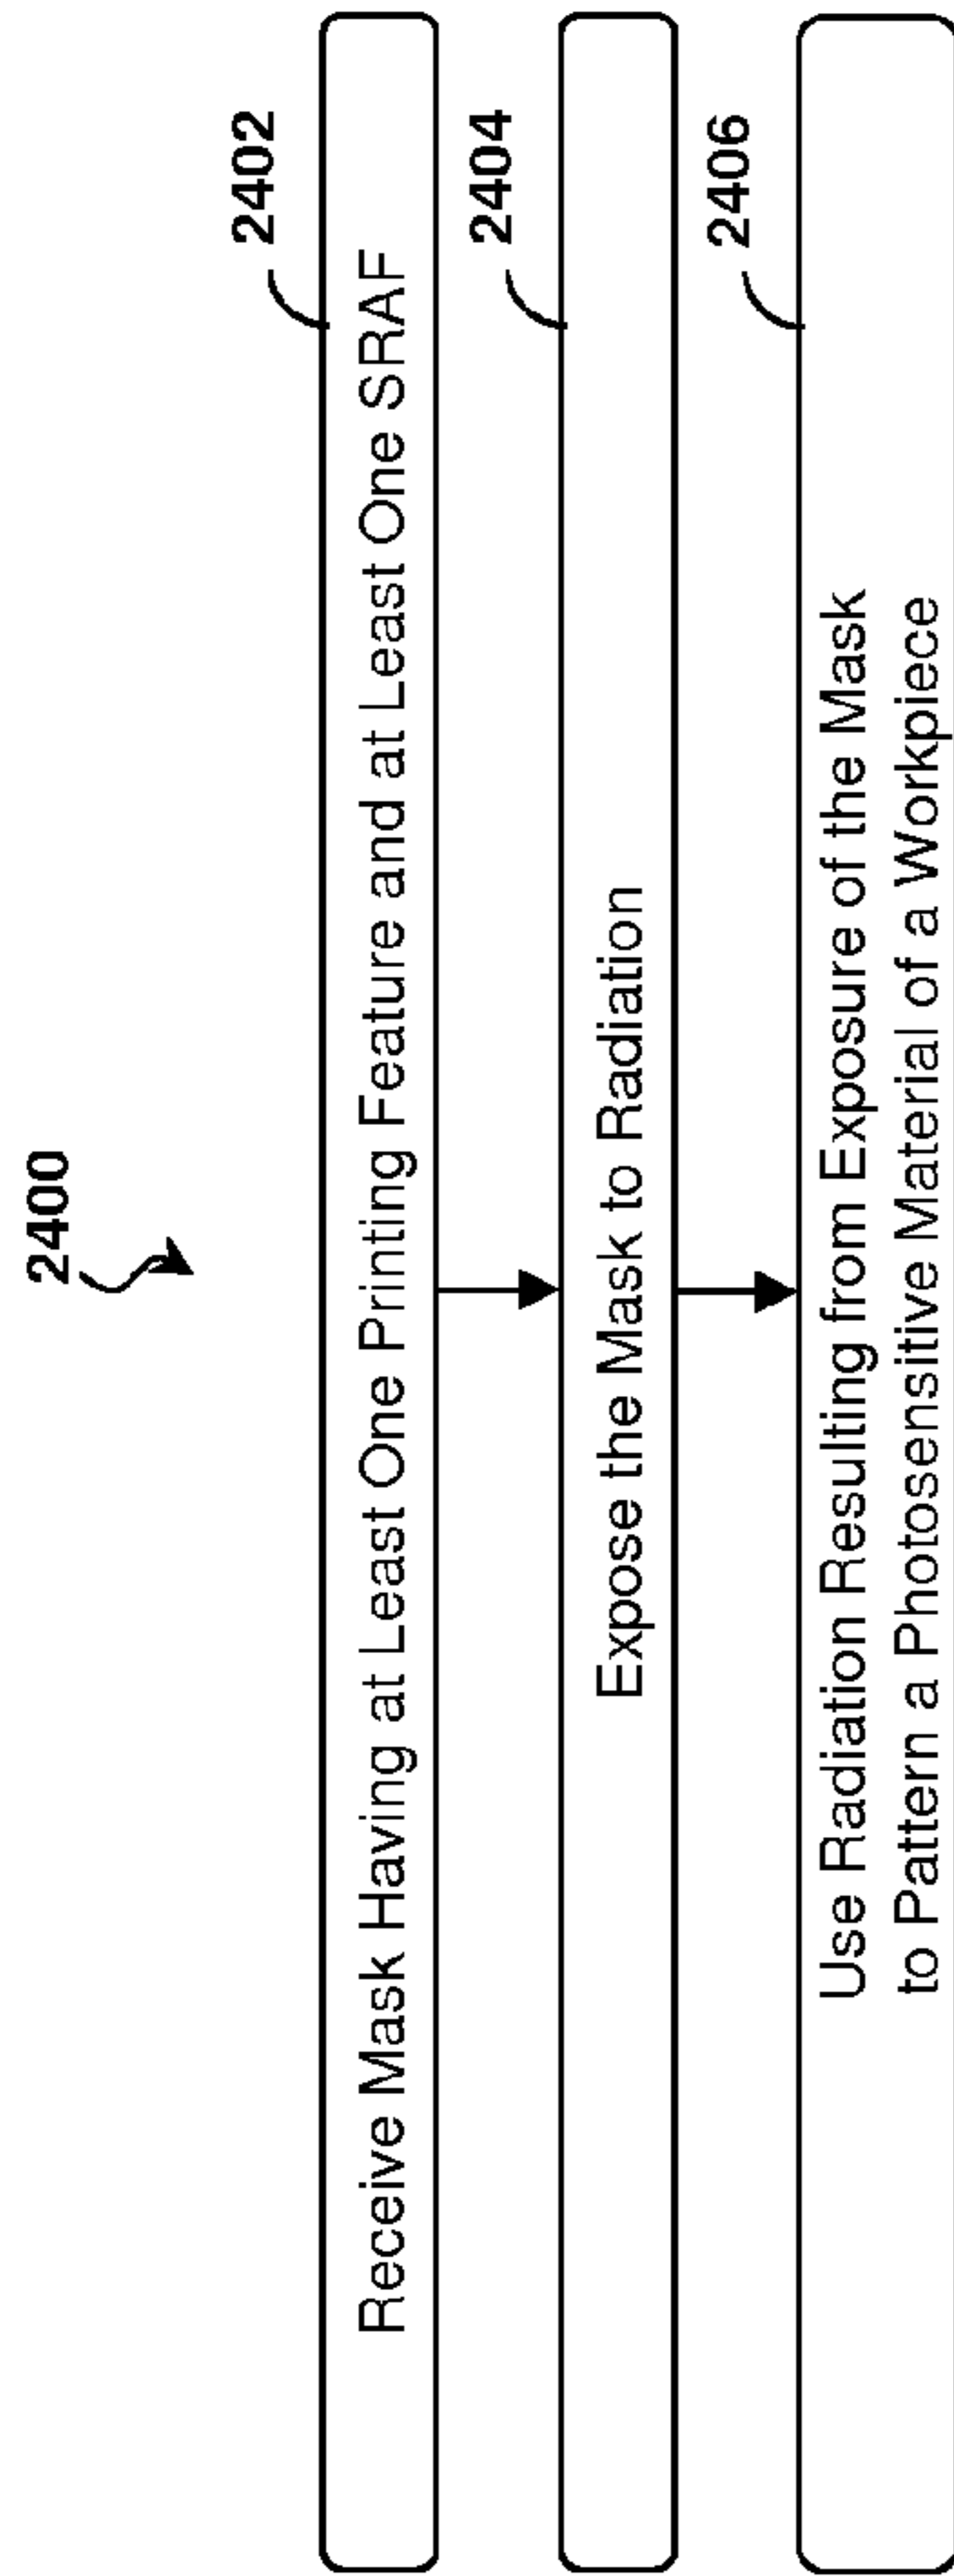 2400
2402
Receive Mask Having at Least One Printing Feature and at Least One SRAF
2404
Expose the Mask to Radiation
2406
Use Radiation Resulting from Exposure of the Mask
to Pattern a Photosensitive Material of a Workpiece